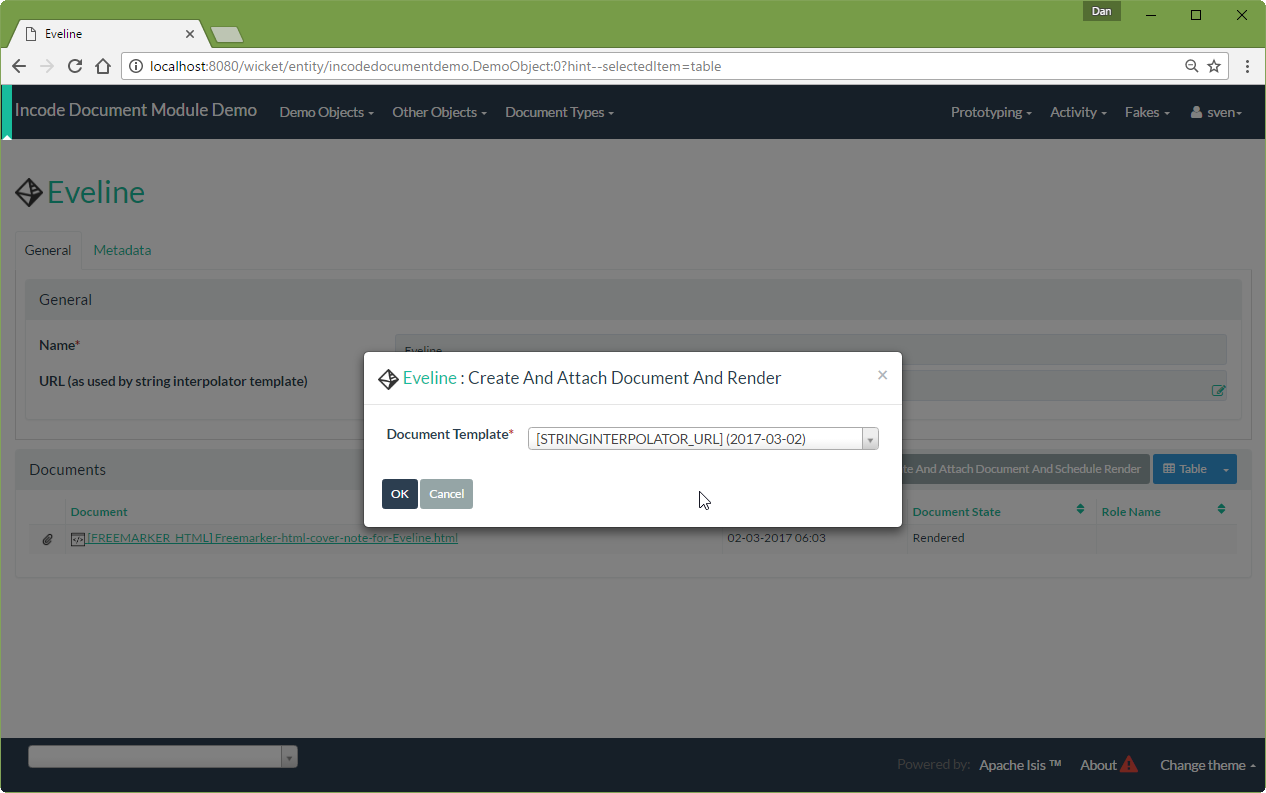 Dan
Eveline
localhost:8080/wicket/entity/incodedocumentdemo.DemoObject:0?hint--selectedItem=table
Incode Document Module Demo Demo Objects Other Objects Document Types Prototyping Activity Fakes sven
Eveline
General Metadata
General
Name* Eveline
URL (as used by string interpolator template)
Eveline : Create And Attach Document And Render ×
Document Template* [STRINGINTERPOLATOR_URL] (2017-03-02)
OK Cancel
Documents And Attach Document And Schedule Render Table
Document Document State Role Name
[FREEMARKER_HTML] Freemarker-html-cover-note-for-Eveline.html 02-03-2017 06:03 Rendered
Powered by: Apache Isis ™ About Change theme